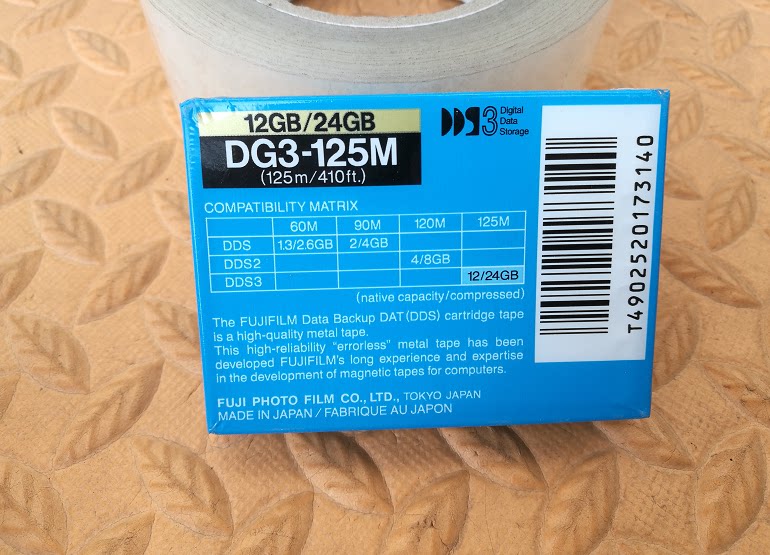 12GB/24GB
DG3-125M
(125m/410ft.)
DDS3 Digital
Data
Storage
COMPATIBILITY MATRIX
60M 90M 120M 125M
DDS 1.3/2.6GB 2/4GB
DDS2 4/8GB
DDS3 12/24GB
(native capacity/compressed)
The FUJIFILM Data Backup DAT (DDS) cartridge tape
is a high-quality metal tape.
This high-reliability "errorless" metal tape has been
developed FUJIFILM's long experience and expertise
in the development of magnetic tapes for computers.
FUJI PHOTO FILM CO., LTD., TOKYO JAPAN
MADE IN JAPAN / FABRIQUE AU JAPON
T4902520173140